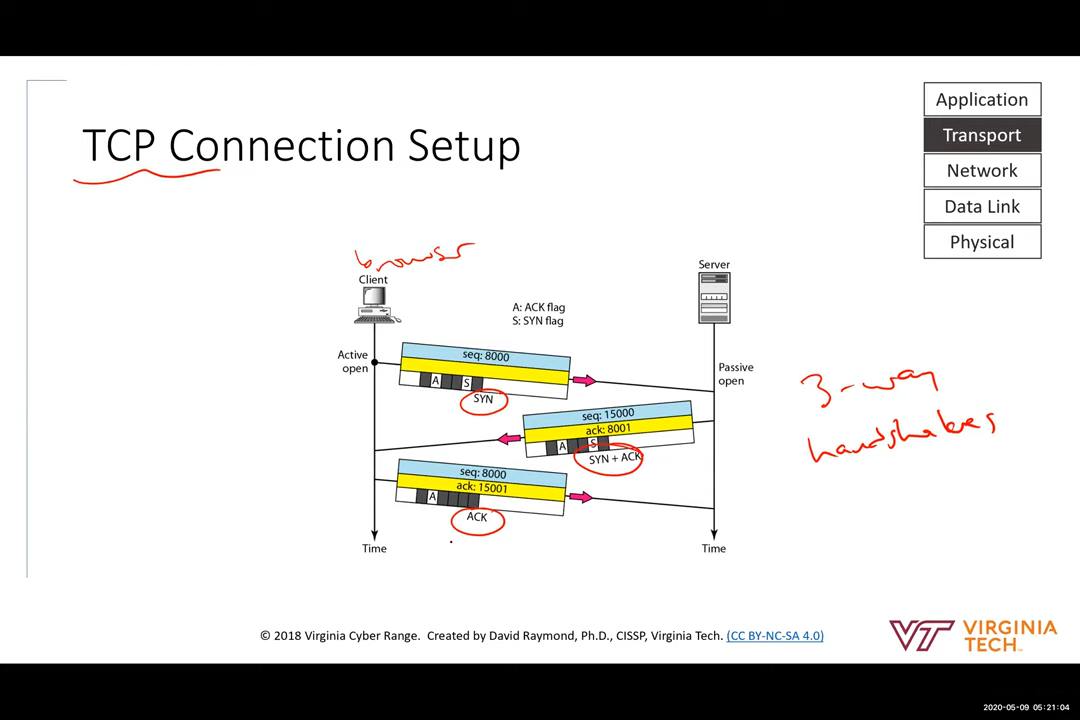 TCP Connection Setup
Application
Transport
Network
Data Link
Physical
browser
Client
Server
A: ACK flag
S: SYN flag
Active
open
seq: 8000
A S
SYN
Passive
open
seq: 15000
ack: 8001
A S
SYN + ACK
seq: 8000
ack: 15001
A
ACK
Time
Time
3-way
handshakes
© 2018 Virginia Cyber Range. Created by David Raymond, Ph.D., CISSP, Virginia Tech. (CC BY-NC-SA 4.0)
VT VIRGINIA
TECH
2020-05-09 05:21:04